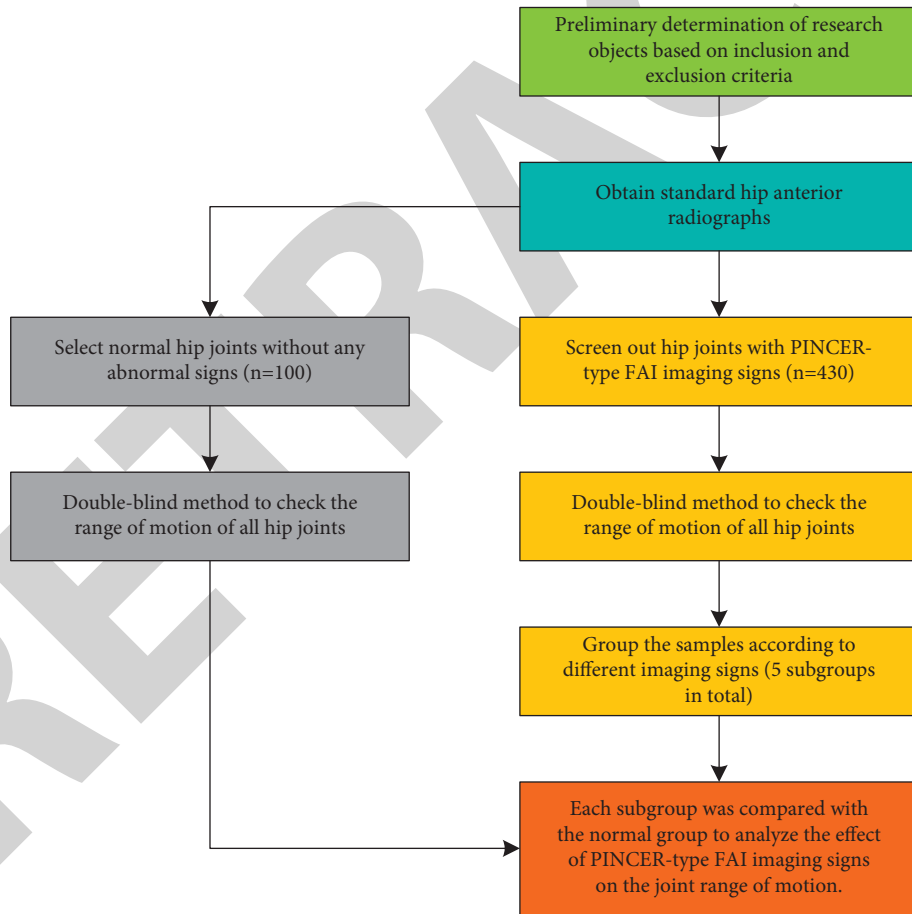 Preliminary determination of research
objects based on inclusion and
exclusion criteria
Obtain standard hip anterior
radiographs
Select normal hip joints without any
abnormal signs (n=100)
Screen out hip joints with PINCER-
type FAI imaging signs (n=430)
Double-blind method to check the
range of motion of all hip joints
Double-blind method to check the
range of motion of all hip joints
Group the samples according to
different imaging signs (5 subgroups
in total)
Each subgroup was compared with
the normal group to analyze the effect
of PINCER-type FAI imaging signs
on the joint range of motion.